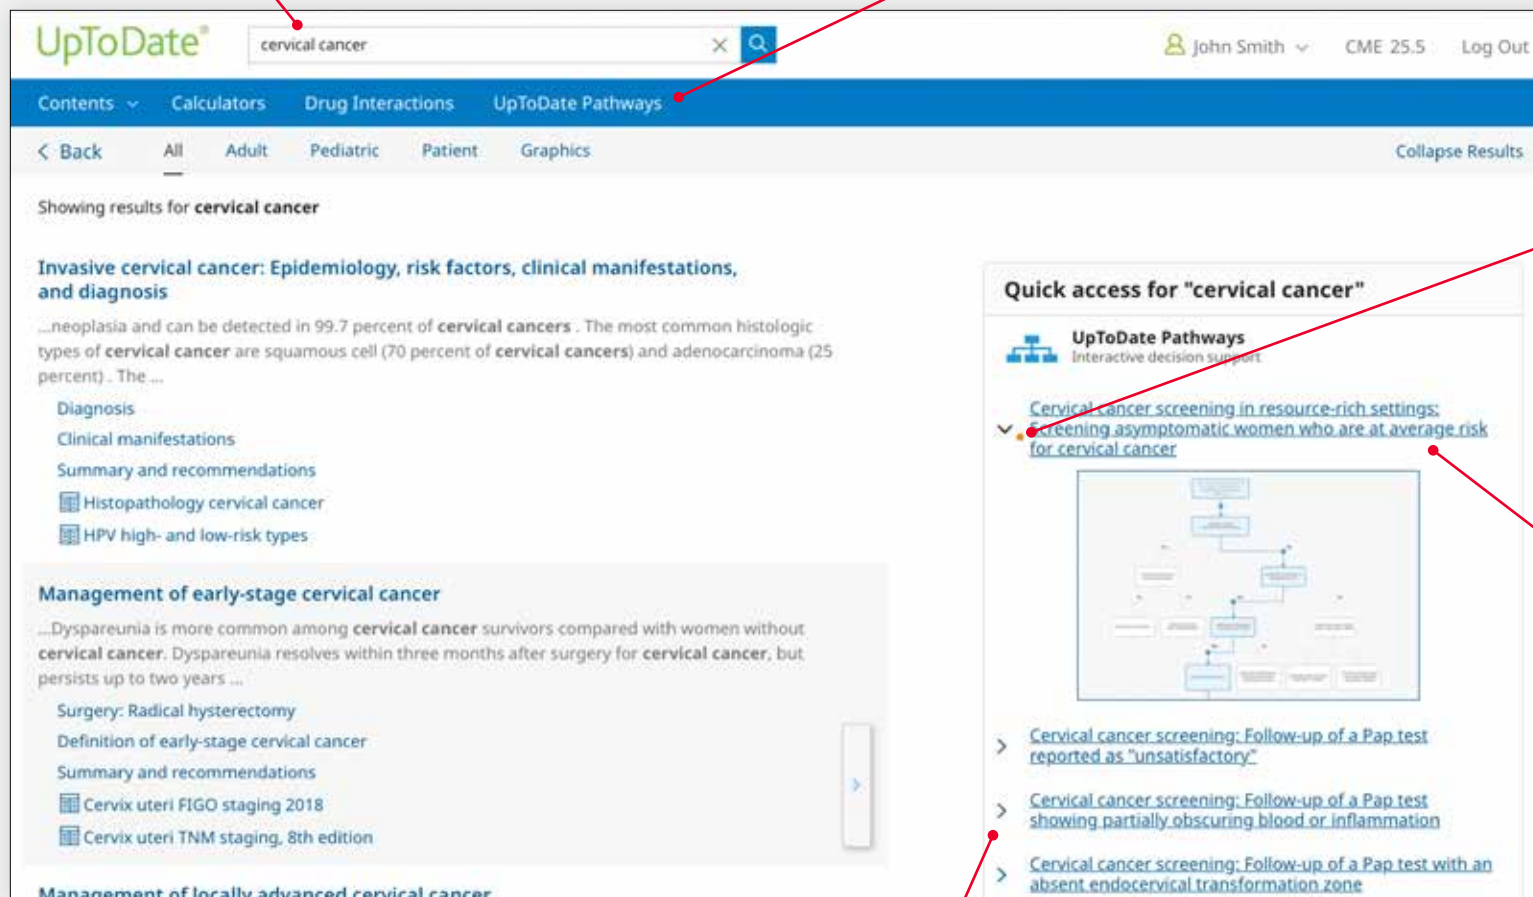 UpToDate®
cervical cancer
John Smith
CME 25.5
Log Out
Contents
Calculators
Drug Interactions
UpToDate Pathways
Back
All
Adult
Pediatric
Patient
Graphics
Collapse Results
Showing results for cervical cancer
Invasive cervical cancer: Epidemiology, risk factors, clinical manifestations,
and diagnosis
...neoplasia and can be detected in 99.7 percent of cervical cancers . The most common histologic
types of cervical cancer are squamous cell (70 percent of cervical cancers) and adenocarcinoma (25
percent) . The ...
Diagnosis
Clinical manifestations
Summary and recommendations
Histopathology cervical cancer
HPV high- and low-risk types
Management of early-stage cervical cancer
...Dyspareunia is more common among cervical cancer survivors compared with women without
cervical cancer. Dyspareunia resolves within three months after surgery for cervical cancer, but
persists up to two years ...
Surgery: Radical hysterectomy
Definition of early-stage cervical cancer
Summary and recommendations
Cervix uteri FIGO staging 2018
Cervix uteri TNM staging, 8th edition
Management of locally advanced cervical cancer
Quick access for "cervical cancer"
UpToDate Pathways
Interactive decision support
Cervical cancer screening in resource-rich settings:
Screening asymptomatic women who are at average risk
for cervical cancer
Cervical cancer screening: Follow-up of a Pap test
reported as "unsatisfactory"
Cervical cancer screening: Follow-up of a Pap test
showing partially obscuring blood or inflammation
Cervical cancer screening: Follow-up of a Pap test with an
absent endocervical transformation zone